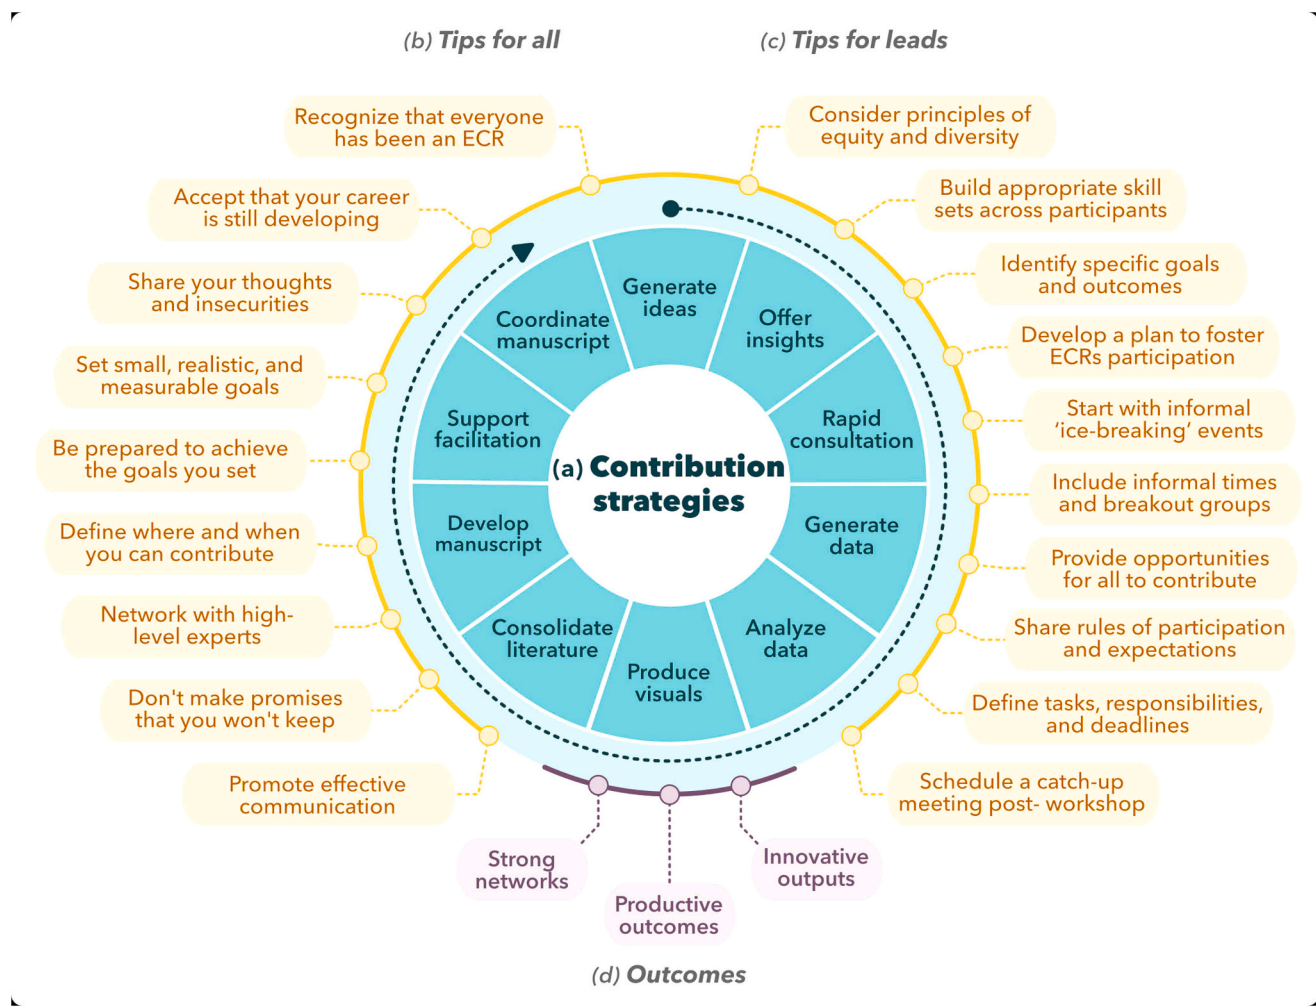 (b) Tips for all
(c) Tips for leads
Recognize that everyone
has been an ECR
Accept that your career
is still developing
Share your thoughts
and insecurities
Set small, realistic, and
measurable goals
Be prepared to achieve
the goals you set
Define where and when
you can contribute
Network with high-
level experts
Don't make promises
that you won't keep
Promote effective
communication
Consider principles of
equity and diversity
Build appropriate skill
sets across participants
Identify specific goals
and outcomes
Develop a plan to foster
ECRs participation
Start with informal
‘ice-breaking’ events
Include informal times
and breakout groups
Provide opportunities
for all to contribute
Share rules of participation
and expectations
Define tasks, responsibilities,
and deadlines
Schedule a catch-up
meeting post- workshop
(a) Contribution
strategies
Generate
ideas
Offer
insights
Rapid
consultation
Generate
data
Analyze
data
Produce
visuals
Consolidate
literature
Develop
manuscript
Support
facilitation
Coordinate
manuscript
Strong
networks
Productive
outcomes
Innovative
outputs
(d) Outcomes